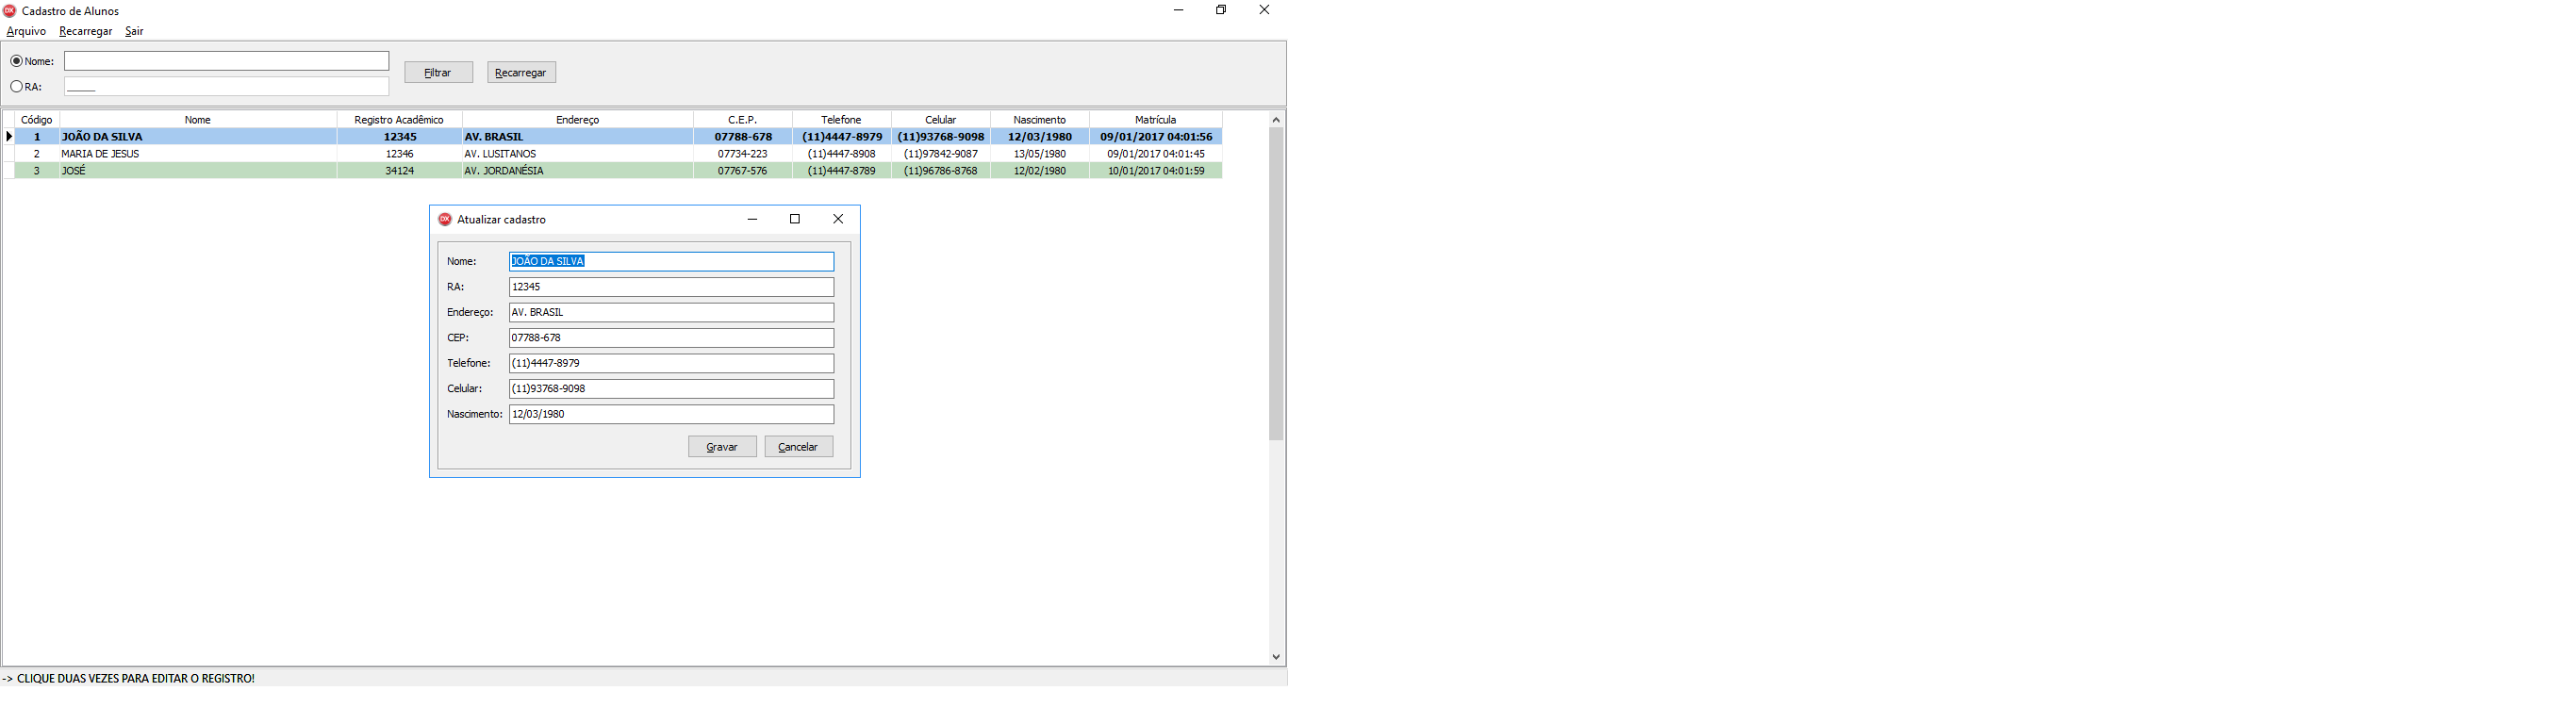 Cadastro de Alunos
Arquivo Recarregar Sair
Nome:
Filtrar Recarregar
RA: _____
Código Nome Registro Acadêmico Endereço C.E.P. Telefone Celular Nascimento Matrícula
1 JOÃO DA SILVA 12345 AV. BRASIL 07788-678 (11)4447-8979 (11)93768-9098 12/03/1980 09/01/2017 04:01:56
2 MARIA DE JESUS 12346 AV. LUSITANOS 07734-223 (11)4447-8908 (11)97842-9087 13/05/1980 09/01/2017 04:01:45
3 JOSÉ 34124 AV. JORDANÉSIA 07767-576 (11)4447-8789 (11)96786-8768 12/02/1980 10/01/2017 04:01:59
Atualizar cadastro
Nome: JOÃO DA SILVA
RA: 12345
Endereço: AV. BRASIL
CEP: 07788-678
Telefone: (11)4447-8979
Celular: (11)93768-9098
Nascimento: 12/03/1980
Gravar Cancelar
-> CLIQUE DUAS VEZES PARA EDITAR O REGISTRO!